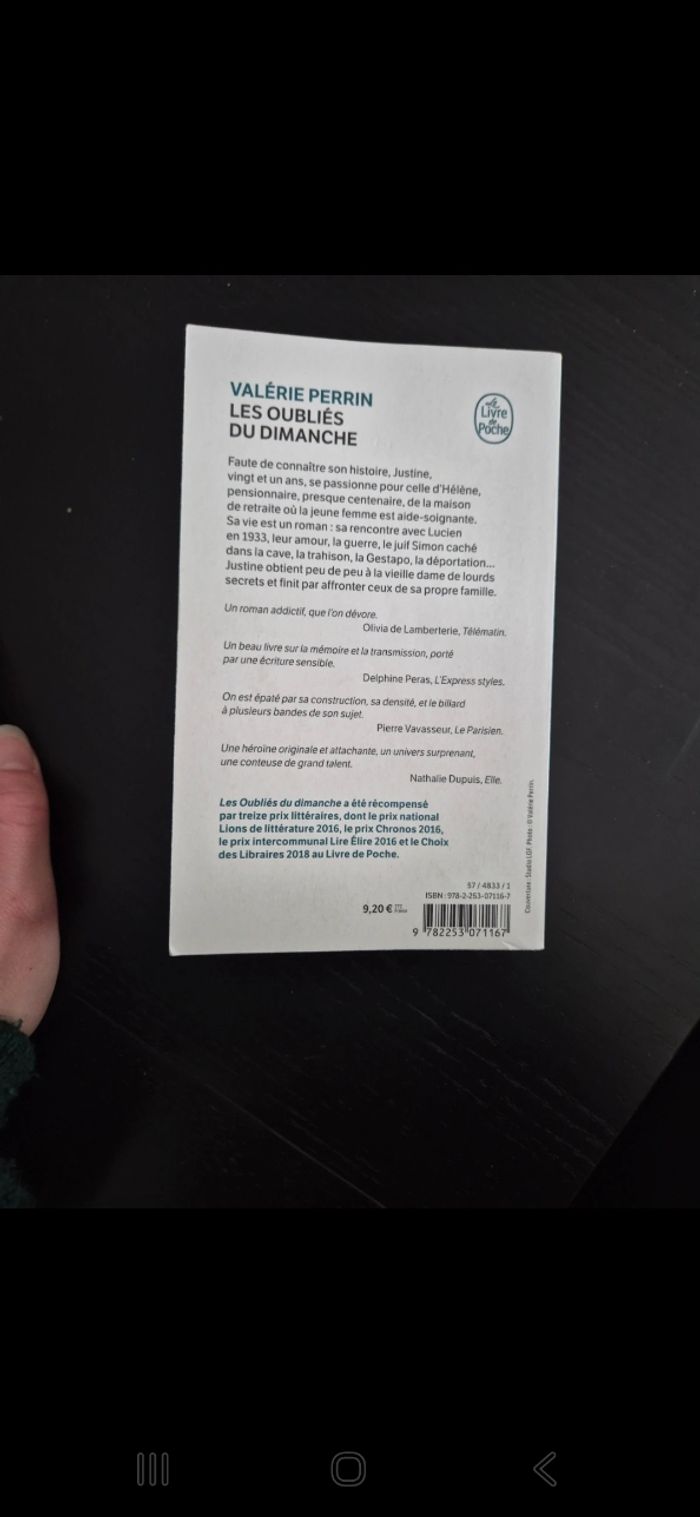 VALÉRIE PERRIN
LES OUBLIÉS
DU DIMANCHE
Le
Livre
de
Poche
Faute de connaître son histoire, Justine,
vingt et un ans, se passionne pour celle d'Hélène,
pensionnaire, presque centenaire, de la maison
de retraite où la jeune femme est aide-soignante.
Sa vie est un roman : sa rencontre avec Lucien
en 1933, leur amour, la guerre, le juif Simon caché
dans la cave, la trahison, la Gestapo, la déportation...
Justine obtient peu de peu à la vieille dame de lourds
secrets et finit par affronter ceux de sa propre famille.
Un roman addictif, que l'on dévore.
Olivia de Lamberterie, Télématin.
Un beau livre sur la mémoire et la transmission, porté
par une écriture sensible.
Delphine Peras, L'Express styles.
On est épaté par sa construction, sa densité, et le billard
à plusieurs bandes de son sujet.
Pierre Vavasseur, Le Parisien.
Une héroïne originale et attachante, un univers surprenant,
une conteuse de grand talent.
Nathalie Dupuis, Elle.
Les Oubliés du dimanche a été récompensé
par treize prix littéraires, dont le prix national
Lions de littérature 2016, le prix Chronos 2016,
le prix intercommunal Lire Élire 2016 et le Choix
des Libraires 2018 au Livre de Poche.
Couverture : Studio LGF. Photo : © Valérie Perrin.
57 / 4833 / 1
ISBN : 978-2-253-07116-7
9,20 €
9 782253 071167